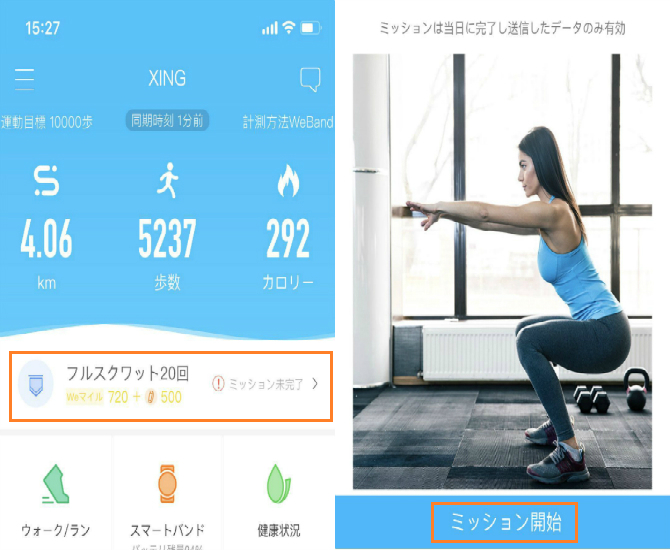 15:27
XING
運動目標 10000歩
同期時刻 1分前
計測方法WeBand
4.06
5237
292
km
歩数
カロリー
フルスクワット20回
Weマイル 720 + 500
ミッション未完了
ウォーク/ラン
スマートバンド
健康状況
ミッションは当日に完了し送信したデータのみ有効
ミッション開始